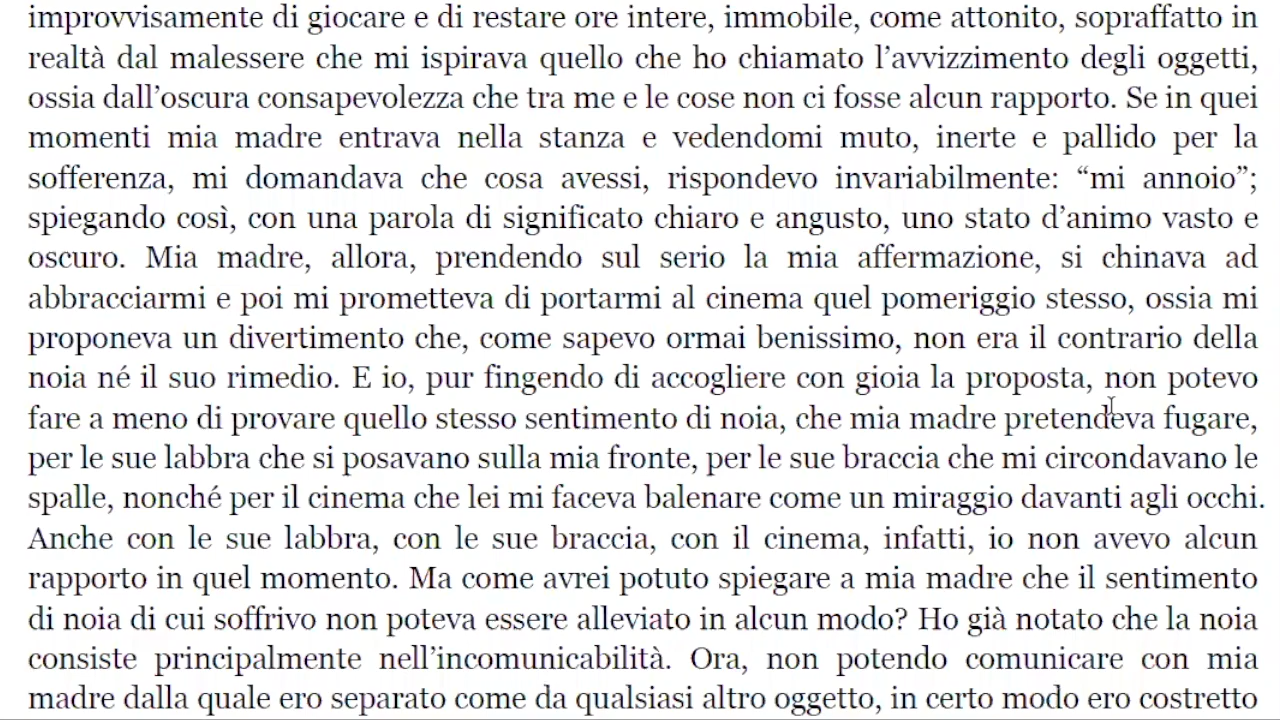 improvvisamente di giocare e di restare ore intere, immobile, come attonito, sopraffatto in
realtà dal malessere che mi ispirava quello che ho chiamato l’avvizzimento degli oggetti,
ossia dall’oscura consapevolezza che tra me e le cose non ci fosse alcun rapporto. Se in quei
momenti mia madre entrava nella stanza e vedendomi muto, inerte e pallido per la
sofferenza, mi domandava che cosa avessi, rispondevo invariabilmente: “mi annoio”;
spiegando così, con una parola di significato chiaro e angusto, uno stato d’animo vasto e
oscuro. Mia madre, allora, prendendo sul serio la mia affermazione, si chinava ad
abbracciarmi e poi mi prometteva di portarmi al cinema quel pomeriggio stesso, ossia mi
proponeva un divertimento che, come sapevo ormai benissimo, non era il contrario della
noia né il suo rimedio. E io, pur fingendo di accogliere con gioia la proposta, non potevo
fare a meno di provare quello stesso sentimento di noia, che mia madre pretendeva fugare,
per le sue labbra che si posavano sulla mia fronte, per le sue braccia che mi circondavano le
spalle, nonché per il cinema che lei mi faceva balenare come un miraggio davanti agli occhi.
Anche con le sue labbra, con le sue braccia, con il cinema, infatti, io non avevo alcun
rapporto in quel momento. Ma come avrei potuto spiegare a mia madre che il sentimento
di noia di cui soffrivo non poteva essere alleviato in alcun modo? Ho già notato che la noia
consiste principalmente nell’incomunicabilità. Ora, non potendo comunicare con mia
madre dalla quale ero separato come da qualsiasi altro oggetto, in certo modo ero costretto